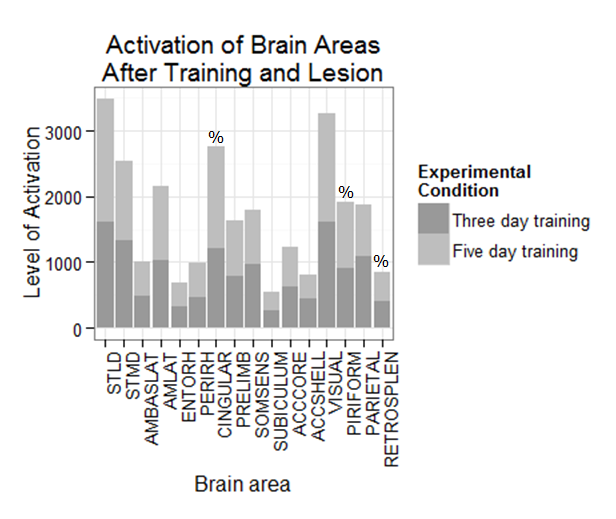 Activation of Brain Areas
After Training and Lesion
Level of Activation
3000
2000
1000
0
%
%
%
STLD
STMD
AMBASLAT
AMLAT
ENTORH
PERIRH
CINGULAR
PRELIMB
SOMSENS
SUBICULUM
ACCCORE
ACCSHELL
VISUAL
PIRIFORM
PARIETAL
RETROSPLEN
Brain area
Experimental
Condition
Three day training
Five day training